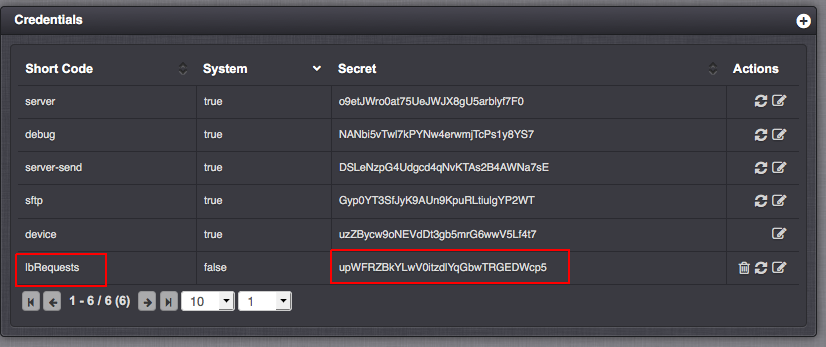 Credentials
Short Code System Secret Actions
server true o9etJWro0at75UeJWJX8gU5arblyf7F0
debug true NANbi5vTwl7kPYNw4erwmjTcPs1y8YS7
server-send true DSLeNzpG4Udgcd4qNvKTAs2B4AWNa7sE
sftp true Gyp0YT3SfJyK9AUn9KpuRLtiulgYP2WT
device true uzZBycw9oNEVdDt3gb5mrG6wwV5Lf4t7
lbRequests false upWFRZBkYLwV0itzdlYqGbwTRGEDWcp5
1 - 6 / 6 (6) 10 1